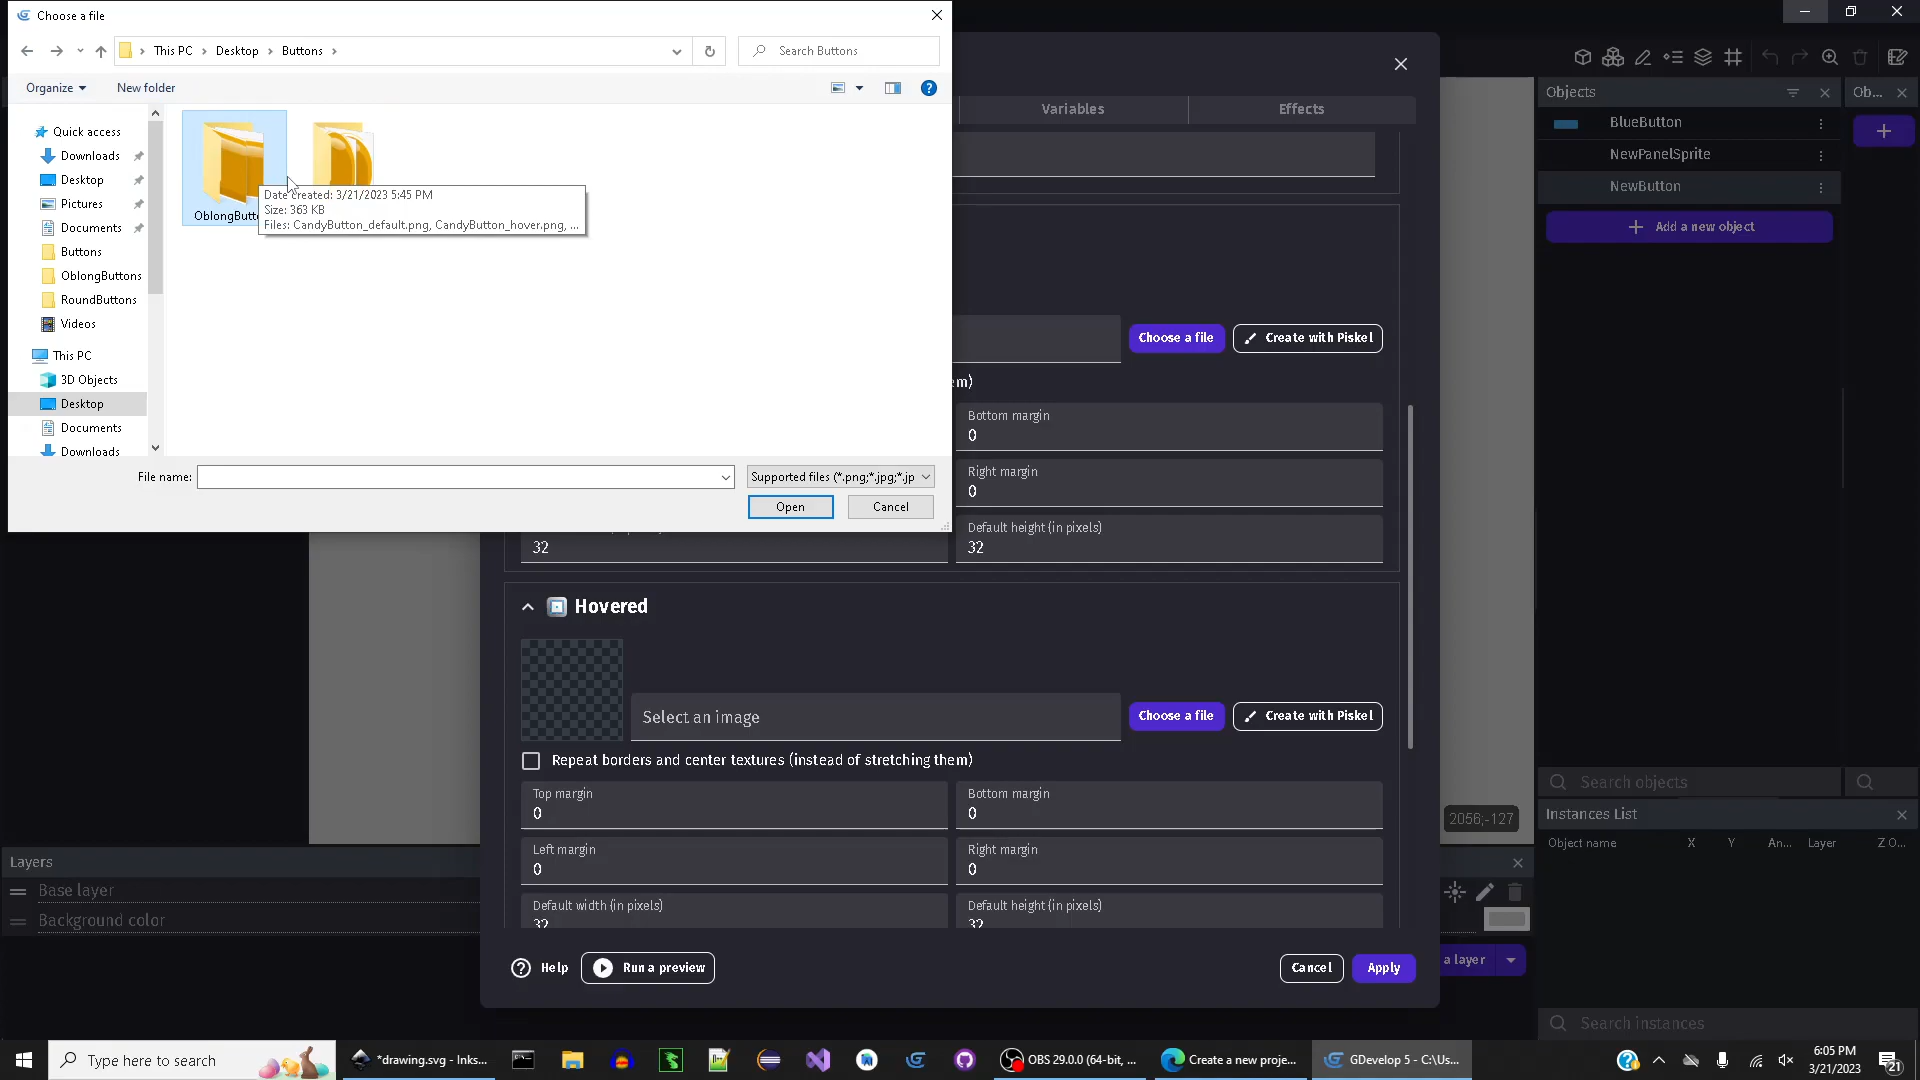 Choose a file
This PC
Desktop
Buttons
Search Buttons
Organize
New folder
Quick access
Downloads
Desktop
Pictures
Documents
Buttons
OblongButtons
RoundButtons
Videos
This PC
3D Objects
Desktop
Documents
Downloads
Date created: 3/21/2023 5:45 PM
Size: 363 KB
Files: CandyButton_default.png, CandyButton_hover.png, ...
File name:
Supported files (*.png;*.jpg;*.jp
Open
Cancel
Variables
Effects
Choose a file
Create with Piskel
Bottom margin
0
Right margin
0
32
Default height (in pixels)
32
Hovered
Select an image
Choose a file
Create with Piskel
Repeat borders and center textures (instead of stretching them)
Top margin
0
Bottom margin
0
Left margin
0
Right margin
0
Default width (in pixels)
32
Default height (in pixels)
32
Help
Run a preview
Cancel
Apply
Objects
Ob...
BlueButton
NewPanelSprite
NewButton
Add a new object
Search objects
Instances List
Object name
X
Y
An...
Layer
Z O...
Search instances
2056;-127
Layers
Base layer
Background color
a layer
Type here to search
*drawing.svg - Inks...
OBS 29.0.0 (64-bit, ...
Create a new proje...
GDevelop 5 - C:\Us...
6:05 PM
3/21/2023
21